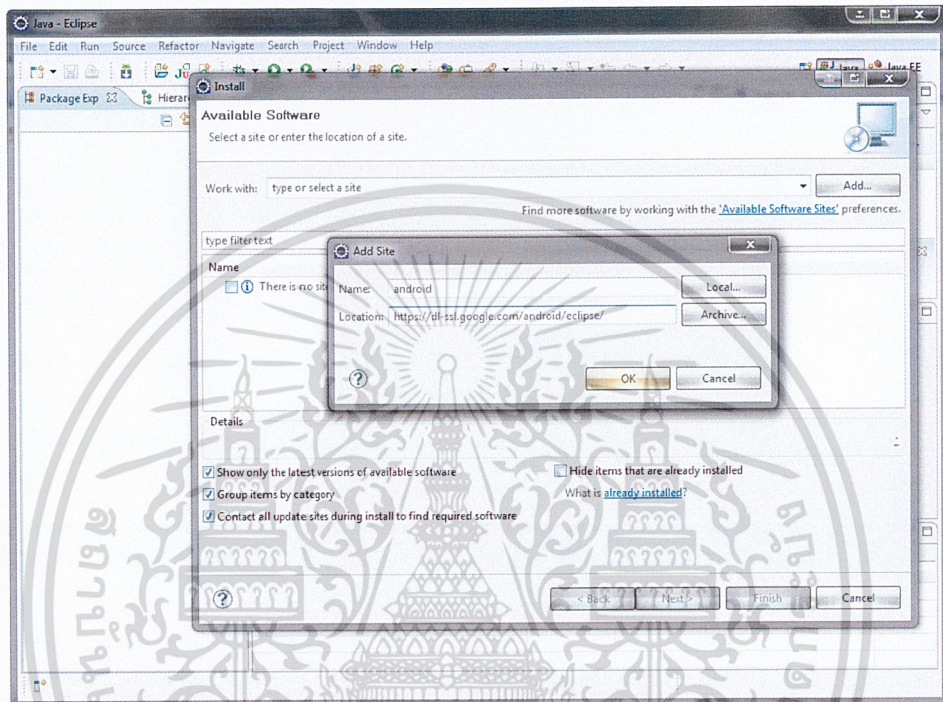 Java - Eclipse
File Edit Run Source Refactor Navigate Search Project Window Help
Java
Java EE
Package Exp
Install
Available Software
Select a site or enter the location of a site.
Work with: type or select a site
Add...
Find more software by working with the 'Available Software Sites' preferences.
type filter text
Name
There is no
Add Site
Name: android
Local...
Location: https://dl-ssl.google.com/android/eclipse/
Archive...
OK
Cancel
Details
Show only the latest versions of available software
Hide items that are already installed
Group items by category
What is already installed?
Contact all update sites during install to find required software
< Back
Next >
Finish
Cancel